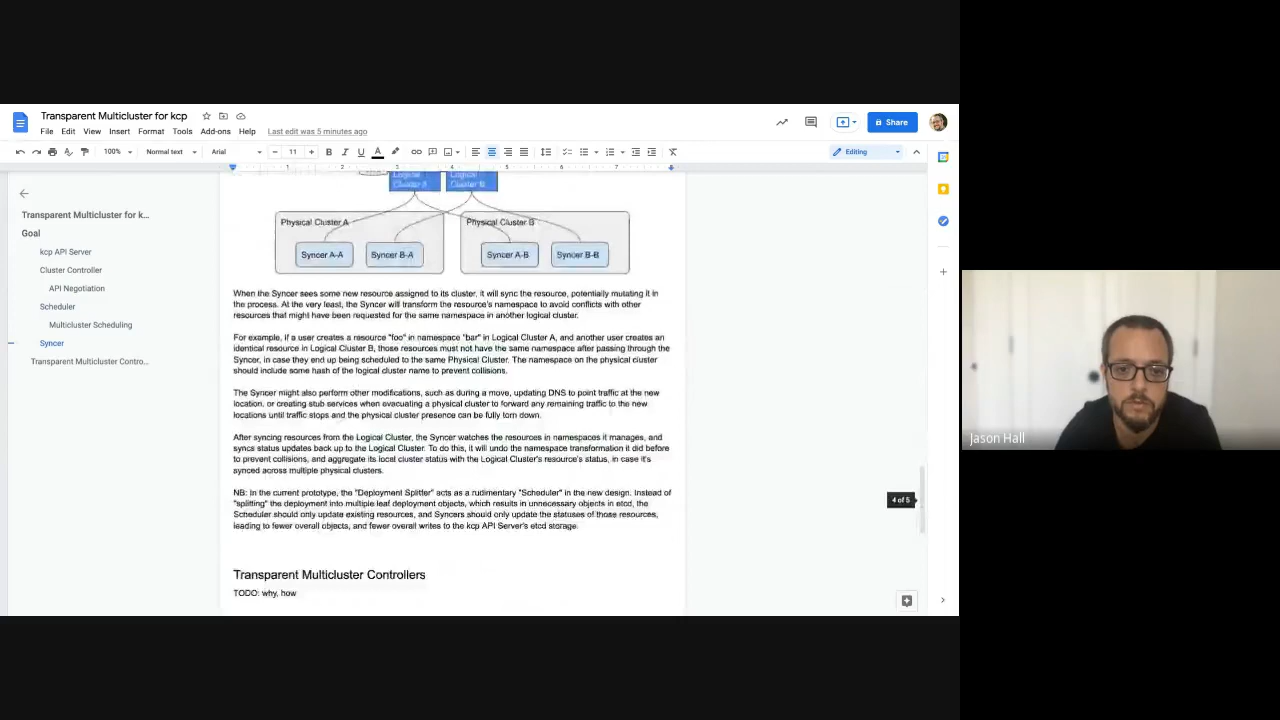 Transparent Multicluster for kcp
File Edit View Insert Format Tools Add-ons Help Last edit was 5 minutes ago
Share
100% Normal text Arial 11 Editing
1 2 3 4 5 6 7
Transparent Multicluster for k...
Goal
kcp API Server
Cluster Controller
API Negotiation
Scheduler
Multicluster Scheduling
Syncer
Transparent Multicluster Contro...
Logical Logical
Cluster A Cluster B
Physical Cluster A Physical Cluster B
Syncer A-A Syncer B-A Syncer A-B Syncer B-B
When the Syncer sees some new resource assigned to its cluster, it will sync the resource, potentially mutating it in
the process. At the very least, the Syncer will transform the resource's namespace to avoid conflicts with other
resources that might have been requested for the same namespace in another logical cluster.
For example, if a user creates a resource "foo" in namespace "bar" in Logical Cluster A, and another user creates an
identical resource in Logical Cluster B, those resources must not have the same namespace after passing through the
Syncer, in case they end up being scheduled to the same Physical Cluster. The namespace on the physical cluster
should include some hash of the logical cluster name to prevent collisions.
The Syncer might also perform other modifications, such as during a move, updating DNS to point traffic at the new
location, or creating stub services when evacuating a physical cluster to forward any remaining traffic to the new
locations until traffic stops and the physical cluster presence can be fully torn down.
After syncing resources from the Logical Cluster, the Syncer watches the resources in namespaces it manages, and
syncs status updates back up to the Logical Cluster. To do this, it will undo the namespace transformation it did before
to prevent collisions, and aggregate its local cluster status with the Logical Cluster's resource's status, in case it's
synced across multiple physical clusters.
NB: In the current prototype, the "Deployment Splitter" acts as a rudimentary "Scheduler" in the new design. Instead of
"splitting" the deployment into multiple leaf deployment objects, which results in unnecessary objects in etcd, the
Scheduler should only update existing resources, and Syncers should only update the statuses of those resources,
leading to fewer overall objects, and fewer overall writes to the kcp API Server's etcd storage.
4 of 5
Transparent Multicluster Controllers
TODO: why, how
Jason Hall